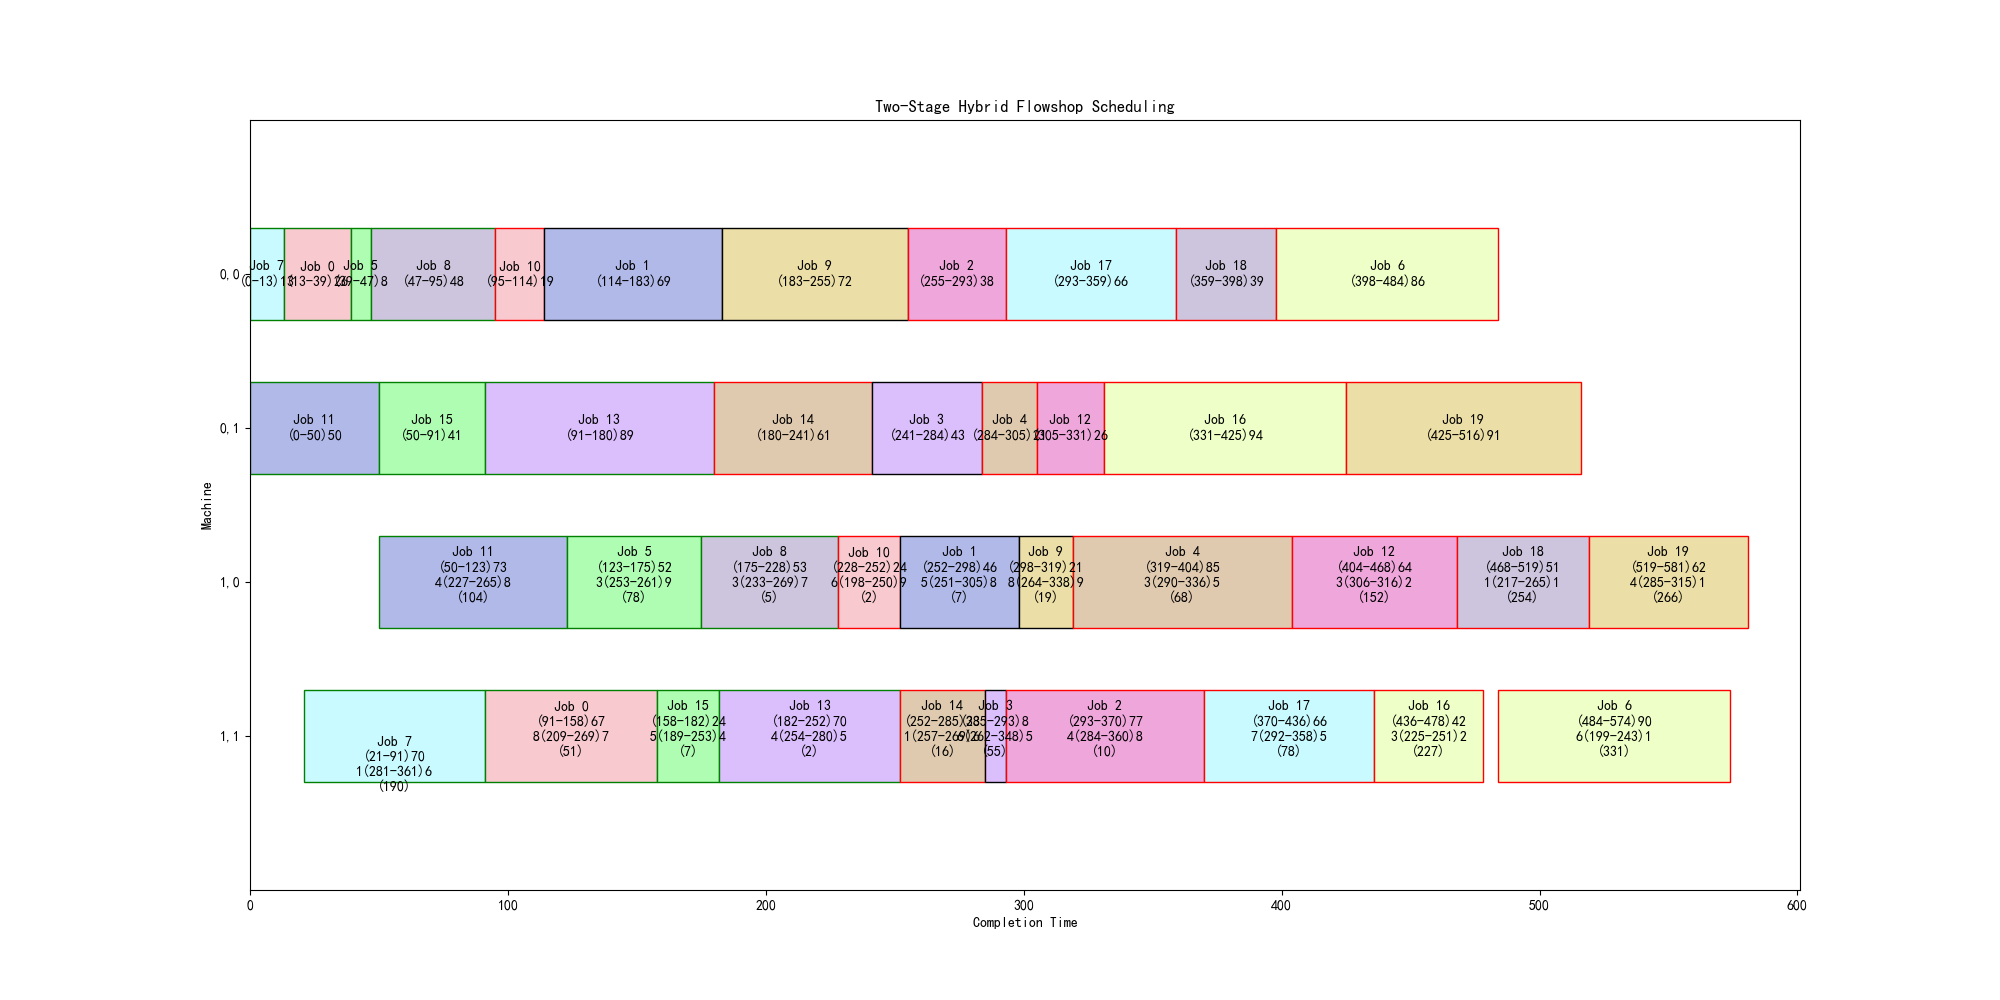 Two-Stage Hybrid Flowshop Scheduling
0,0
Job 7
(0-13)13
Job 0
(13-39)26
Job 5
(39-47)8
Job 8
(47-95)48
Job 10
(95-114)19
Job 1
(114-183)69
Job 9
(183-255)72
Job 2
(255-293)38
Job 17
(293-359)66
Job 18
(359-398)39
Job 6
(398-484)86
0,1
Job 11
(0-50)50
Job 15
(50-91)41
Job 13
(91-180)89
Job 14
(180-241)61
Job 3
(241-284)43
Job 4
(284-305)21
Job 12
(305-331)26
Job 16
(331-425)94
Job 19
(425-516)91
Machine
1,0
Job 11
(50-123)73
4(227-265)8
(104)
Job 5
(123-175)52
3(253-261)9
(78)
Job 8
(175-228)53
3(233-269)7
(5)
Job 10
(228-252)24
6(198-250)9
(2)
Job 1
(252-298)46
5(251-305)8
(7)
Job 9
(298-319)21
8(264-338)9
(19)
Job 4
(319-404)85
3(290-336)5
(68)
Job 12
(404-468)64
3(306-316)2
(152)
Job 18
(468-519)51
1(217-265)1
(254)
Job 19
(519-581)62
4(285-315)1
(266)
1,1
Job 7
(21-91)70
1(281-361)6
(190)
Job 0
(91-158)67
8(209-269)7
(51)
Job 15
(158-182)24
5(189-253)4
(7)
Job 13
(182-252)70
4(254-280)5
(2)
Job 14
(252-285)33
1(257-269)6
(16)
Job 3
(285-293)8
(55)
Job 2
(293-370)77
4(284-360)8
(10)
Job 17
(370-436)66
7(292-358)5
(78)
Job 16
(436-478)42
3(225-251)2
(227)
Job 6
(484-574)90
6(199-243)1
(331)
0
100
200
300
400
500
600
Completion Time